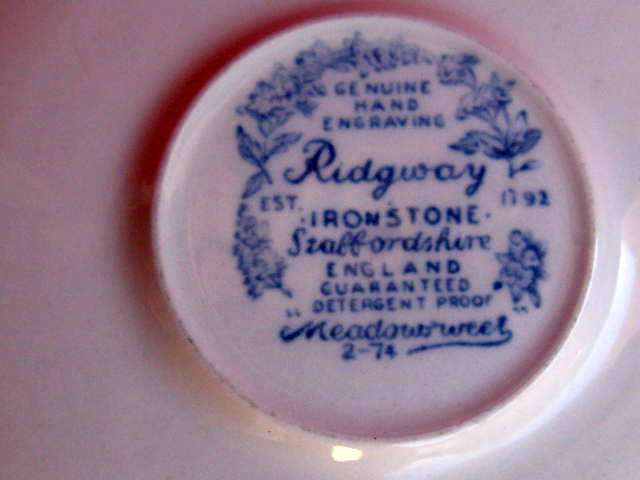 GENUINE
HAND
ENGRAVING
Ridgway
EST. 1792
·IRONSTONE·
Staffordshire
ENGLAND
GUARANTEED
DETERGENT PROOF
"Meadowsweet"
2-74